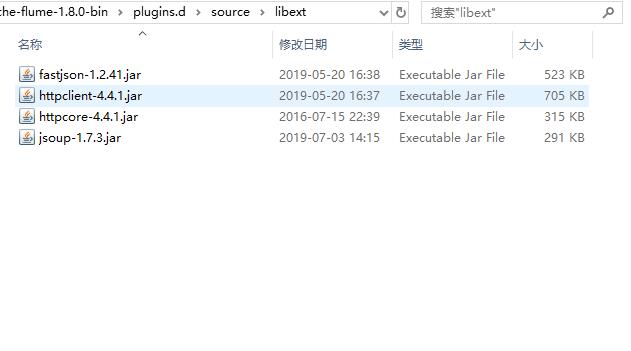 che-flume-1.8.0-bin > plugins.d > source > libext 搜索"libext"
名称 修改日期 类型 大小
fastjson-1.2.41.jar 2019-05-20 16:38 Executable Jar File 523 KB
httpclient-4.4.1.jar 2019-05-20 16:37 Executable Jar File 705 KB
httpcore-4.4.1.jar 2016-07-15 22:39 Executable Jar File 315 KB
jsoup-1.7.3.jar 2019-07-03 14:15 Executable Jar File 291 KB